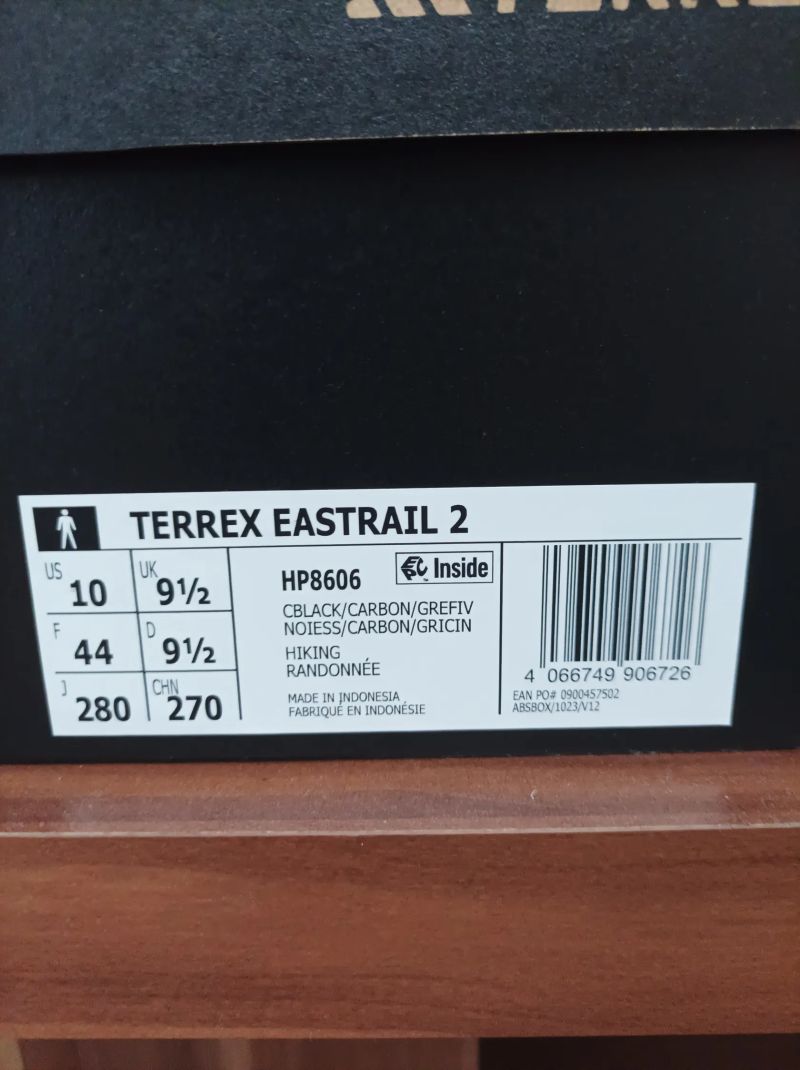 TERREX EASTRAIL 2
US 10 UK 9½
F 44 D 9½
J 280 CHN 270
HP8606
Inside
CBLACK/CARBON/GREFIV
NOIESS/CARBON/GRICIN
HIKING
RANDONNÉE
MADE IN INDONESIA
FABRIQUÉ EN INDONÉSIE
4 066749 906726
EAN PO# 0900457502
ABSBOX/1023/V12